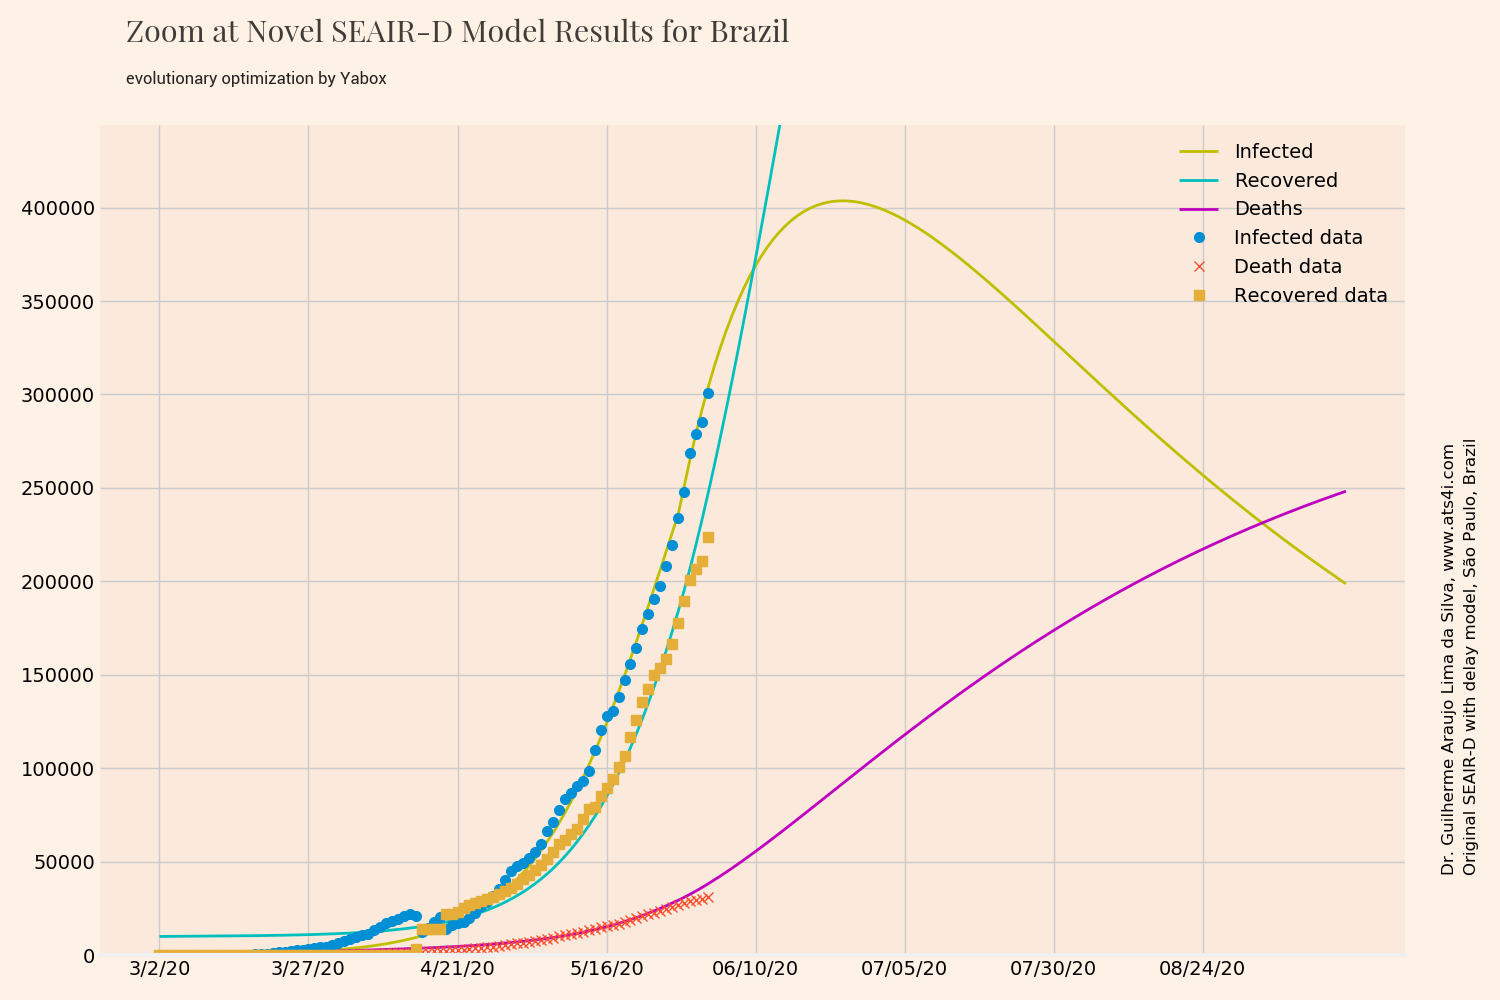 Zoom at Novel SEAIR-D Model Results for Brazil
evolutionary optimization by Yabox
Infected
Recovered
Deaths
Infected data
Death data
Recovered data
400000
350000
300000
250000
200000
150000
100000
50000
0
3/2/20 3/27/20 4/21/20 5/16/20 06/10/20 07/05/20 07/30/20 08/24/20
Dr. Guilherme Araujo Lima da Silva, www.ats4i.com
Original SEAIR-D with delay model, São Paulo, Brazil